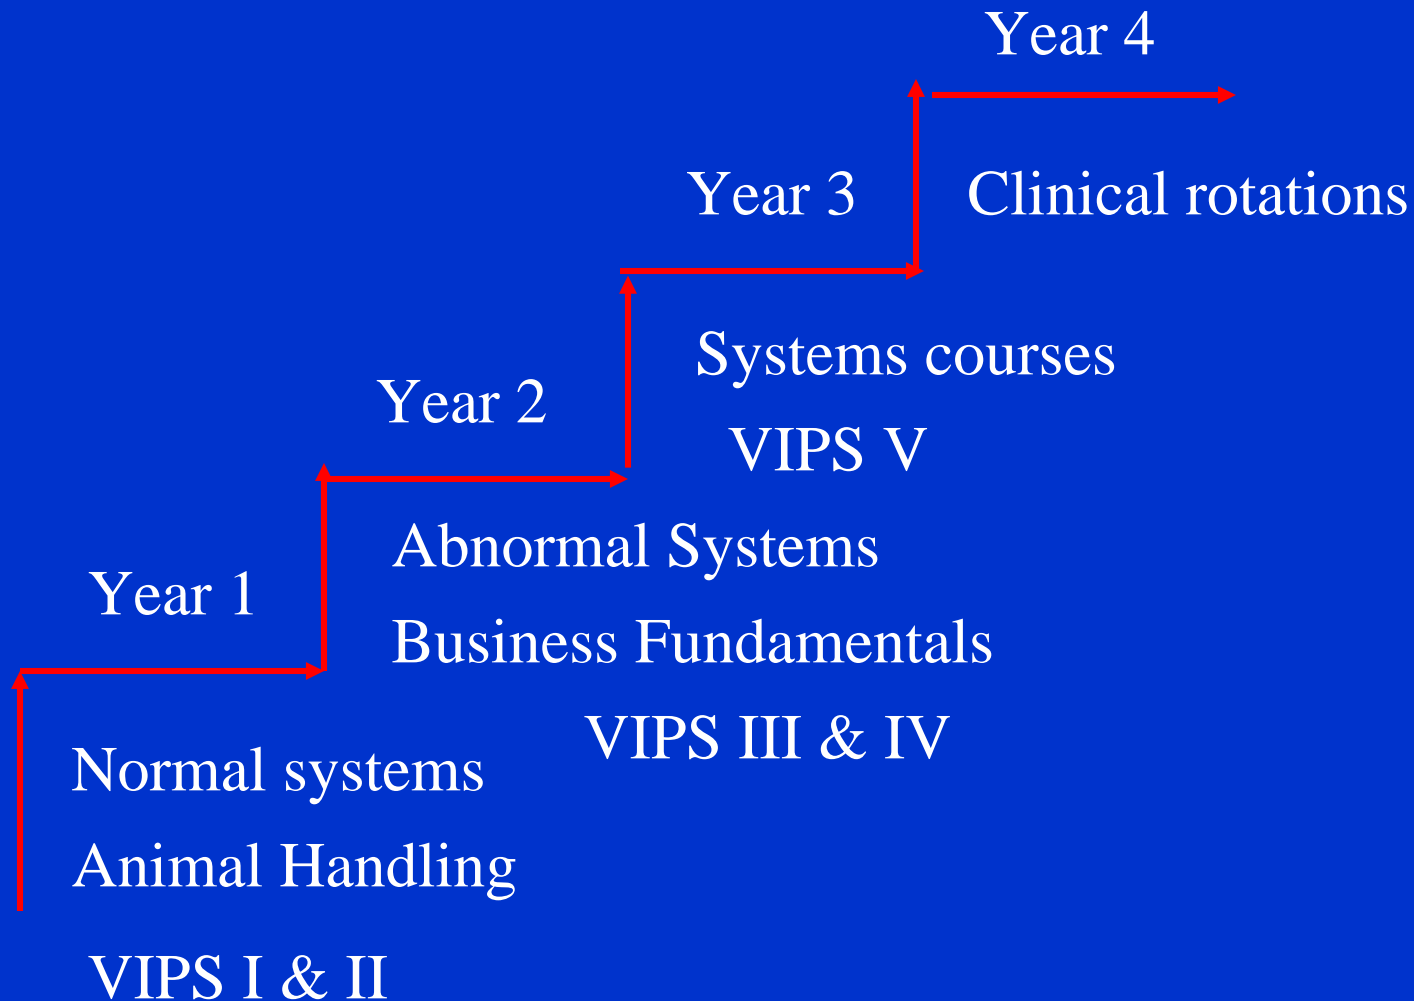 Year 4
Clinical rotations
Year 3
Systems courses
VIPS V
Year 2
Abnormal Systems
Business Fundamentals
VIPS III & IV
Year 1
Normal systems
Animal Handling
VIPS I & II